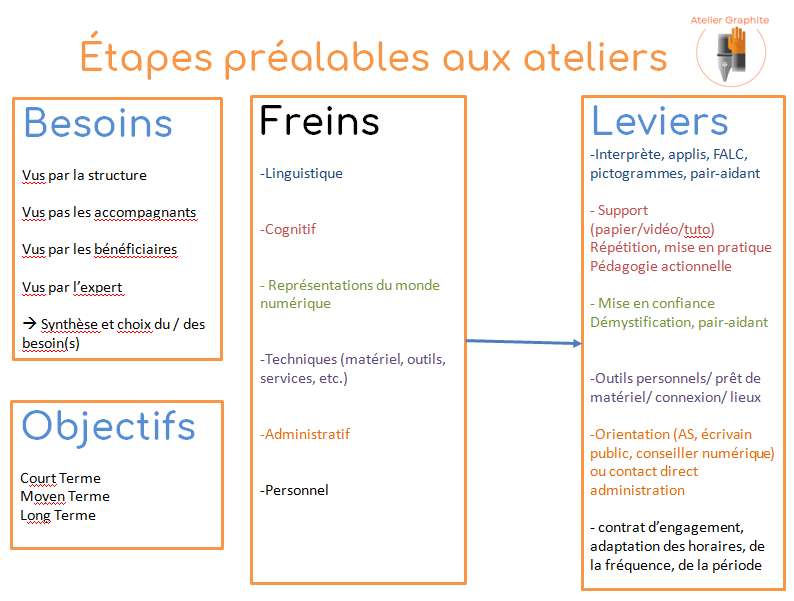 Atelier Graphite
Étapes préalables aux ateliers
Besoins
Vus par la structure
Vus pas les accompagnants
Vus par les bénéficiaires
Vus par l'expert
→ Synthèse et choix du / des
besoin(s)
Objectifs
Court Terme
Moyen Terme
Long Terme
Freins
-Linguistique
-Cognitif
- Représentations du monde
numérique
-Techniques (matériel, outils,
services, etc.)
-Administratif
-Personnel
Leviers
-Interprète, applis, FALC,
pictogrammes, pair-aidant
- Support
(papier/vidéo/tuto)
Répétition, mise en pratique
Pédagogie actionnelle
- Mise en confiance
Démystification, pair-aidant
-Outils personnels/ prêt de
matériel/ connexion/ lieux
-Orientation (AS, écrivain
public, conseiller numérique)
ou contact direct
administration
- contrat d'engagement,
adaptation des horaires, de
la fréquence, de la période